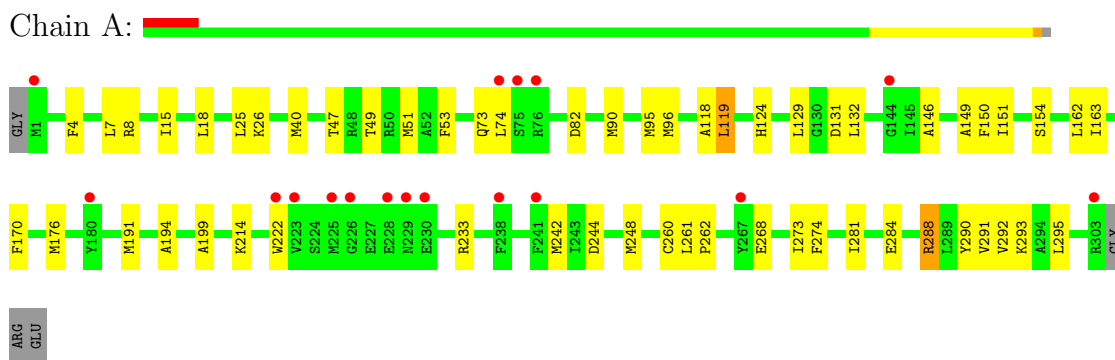 Chain A:
GLY M1 F4 L7 R8 I15 L18 L25 K26 M40 T47 R48 T49 R50 M51 A52 F53 Q73 L74 S75 R76 D82 M90 M95 M96 A118 L119 H124 L129 G130 D131 L132 G144 I145 A146 A149 F150 I151 S154 L162 I163
F170 M176 Y180 M191 A194 A199 K214 W222 V223 S224 M225 G226 E227 E228 N229 E230 R233 F238 F241 M242 I243 D244 M248 C260 L261 P262 Y267 E268 I273 F274 I281 E284 R288 L289 Y290 V291 V292 K293 A294 L295 R303 GLY
ARG GLU